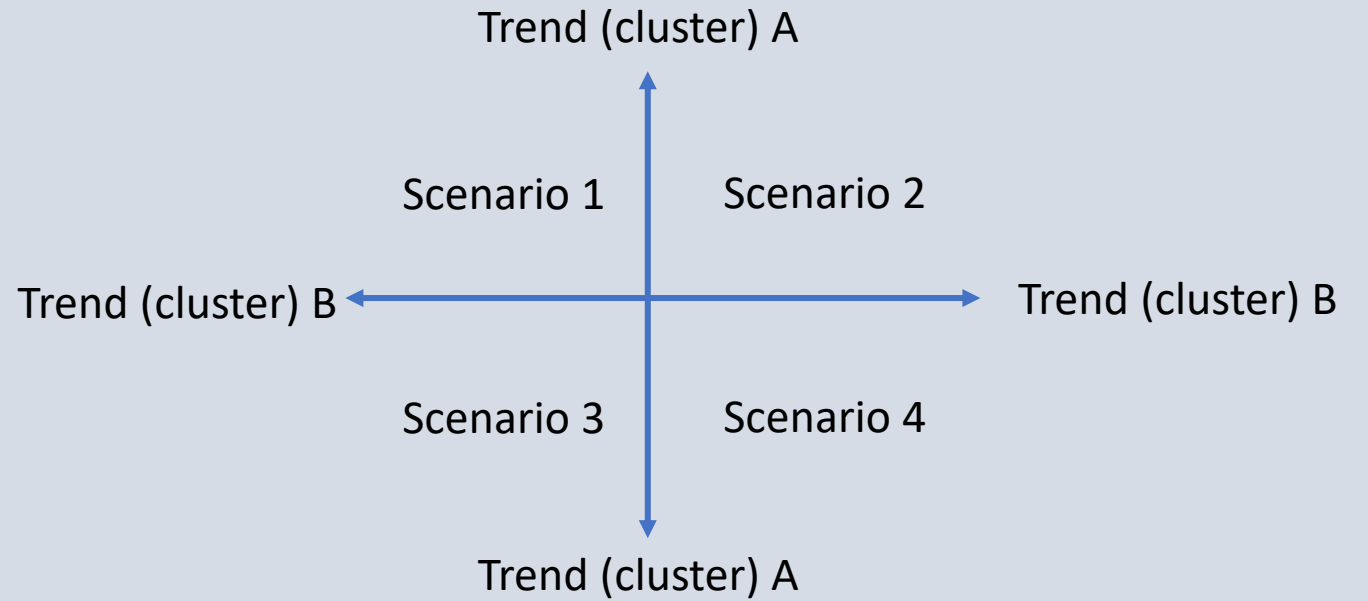 Trend (cluster) A
Scenario 1
Scenario 2
Trend (cluster) B
Trend (cluster) B
Scenario 3
Scenario 4
Trend (cluster) A